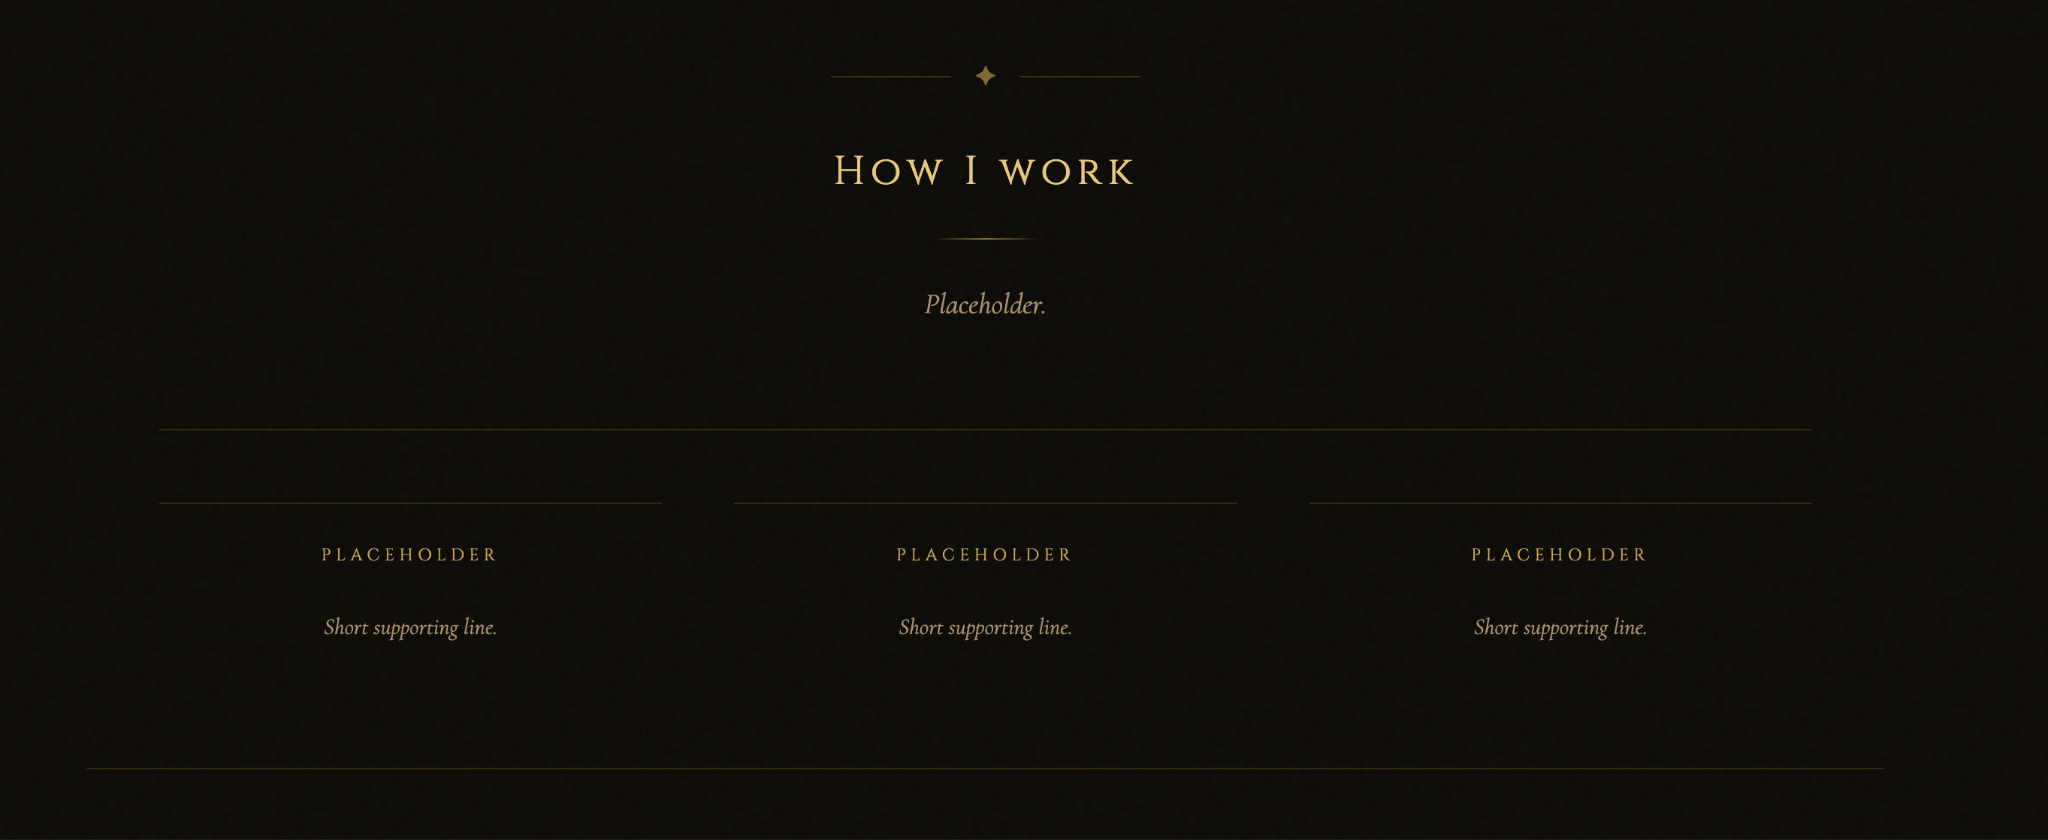 How I work
Placeholder.
PLACEHOLDER
PLACEHOLDER
PLACEHOLDER
Short supporting line.
Short supporting line.
Short supporting line.